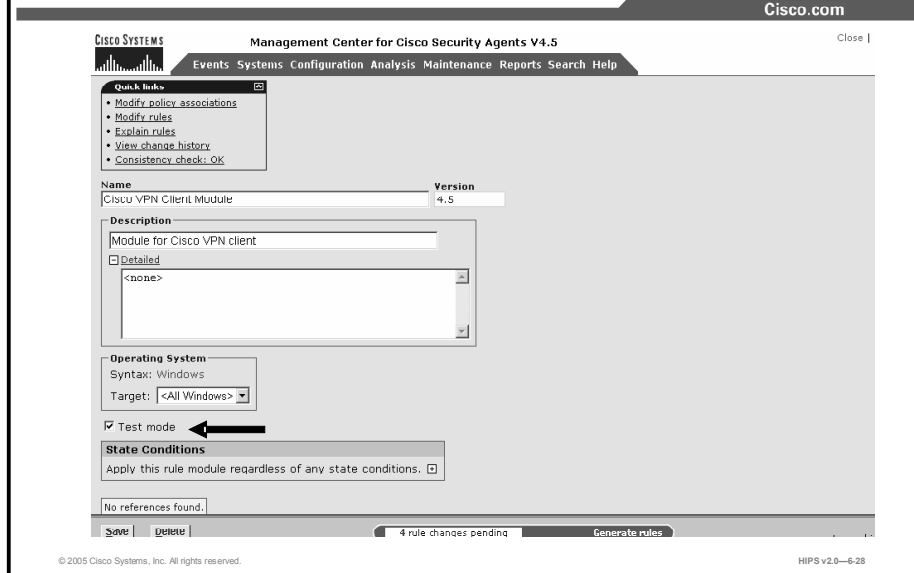 Cisco.com
CISCO SYSTEMS
Management Center for Cisco Security Agents V4.5
Close |
Events Systems Configuration Analysis Maintenance Reports Search Help
Quick links
• Modify policy associations
• Modify rules
• Explain rules
• View change history
• Consistency check: OK
Name
Version
Cisco VPN Client Module
4.5
Description
Module for Cisco VPN client
Detailed
<none>
Operating System
Syntax: Windows
Target: <All Windows>
Test mode
State Conditions
Apply this rule module regardless of any state conditions.
No references found.
Save
Delete
4 rule changes pending
Generate rules
© 2005 Cisco Systems, Inc. All rights reserved.
HIPS v2.0—6-28